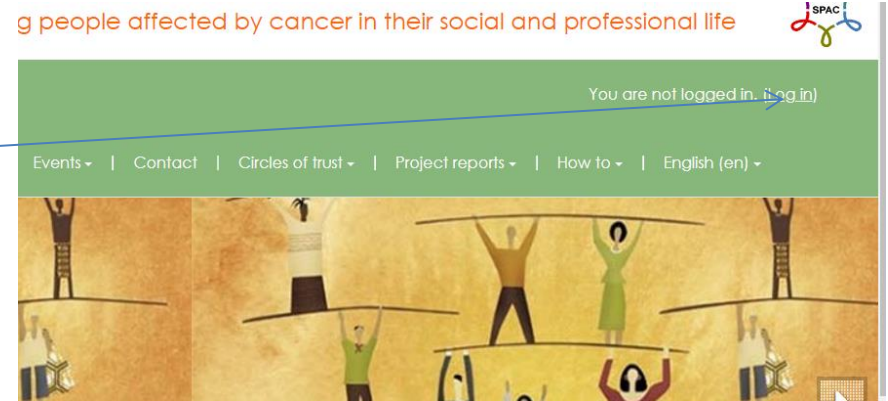 g people affected by cancer in their social and professional life
SPAC
You are not logged in. (Log in)
Events | Contact | Circles of trust | Project reports | How to | English (en)